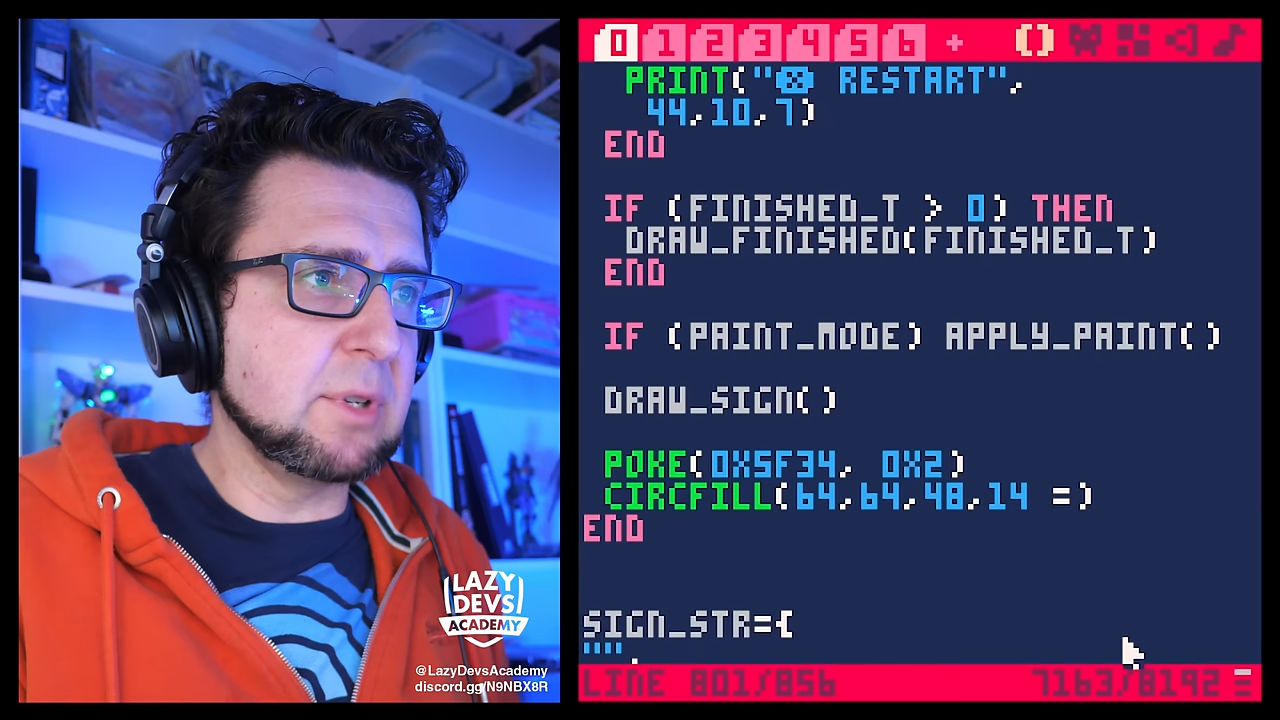 0 1 2 3 4 5 6 + ()
PRINT("🐱 RESTART",
44,10,7)
END
IF (FINISHED_T > 0) THEN
DRAW_FINISHED(FINISHED_T)
END
IF (PAINT_MODE) APPLY_PAINT()
DRAW_SIGN()
POKE(0X5F34, 0X2)
CIRCFILL(64,64,48,14 =)
END
SIGN_STR={
"",
LINE 801/856 7163/8192
LAZY
DEVS
ACADEMY
@LazyDevsAcademy
discord.gg/N9NBX8R